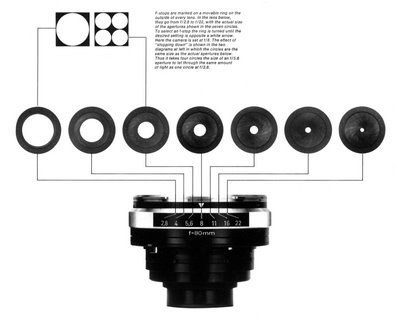 F-stops are marked on a movable ring on the
outside of every lens. In the lens below,
they go from f/2.8 to f/22, with the actual size
of the apertures shown in the seven circles.
To select an f-stop the ring is turned until the
desired setting is opposite a white arrow.
Here the camera is set at f/8. The effect of
"stopping down" is shown in the two
diagrams at left in which the circles are the
same size as the actual apertures below.
Thus it takes four circles the size of an f/5.6
aperture to let through the same amount
of light as one circle at f/2.8.
2,8 4 5,6 8 11 16 22
f=80mm